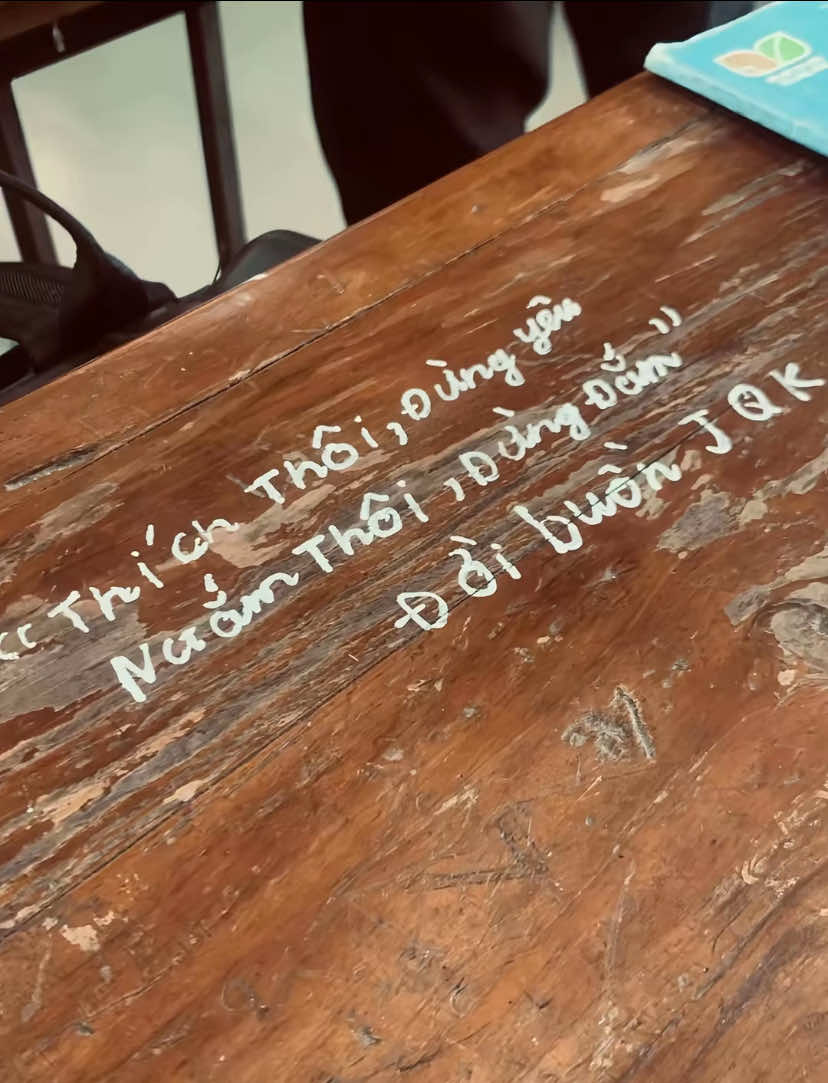 “Thích Thôi, Đừng yêu
Ngắm Thôi, Đừng Đắm”
Đời buồn JQK